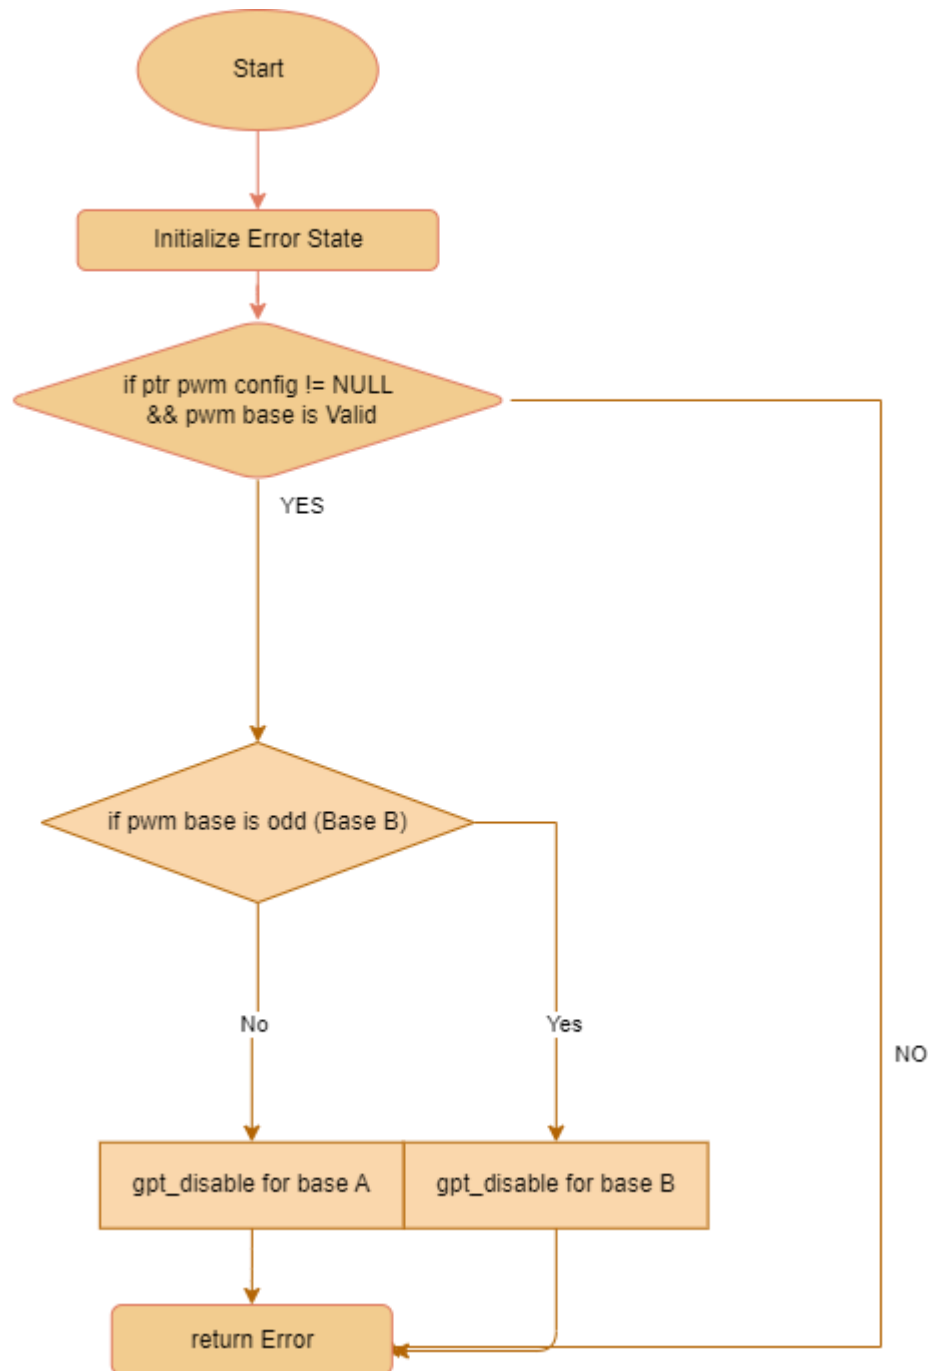 Start
Initialize Error State
if ptr pwm config != NULL
&& pwm base is Valid
YES
if pwm base is odd (Base B)
No
Yes
NO
gpt_disable for base A
gpt_disable for base B
return Error